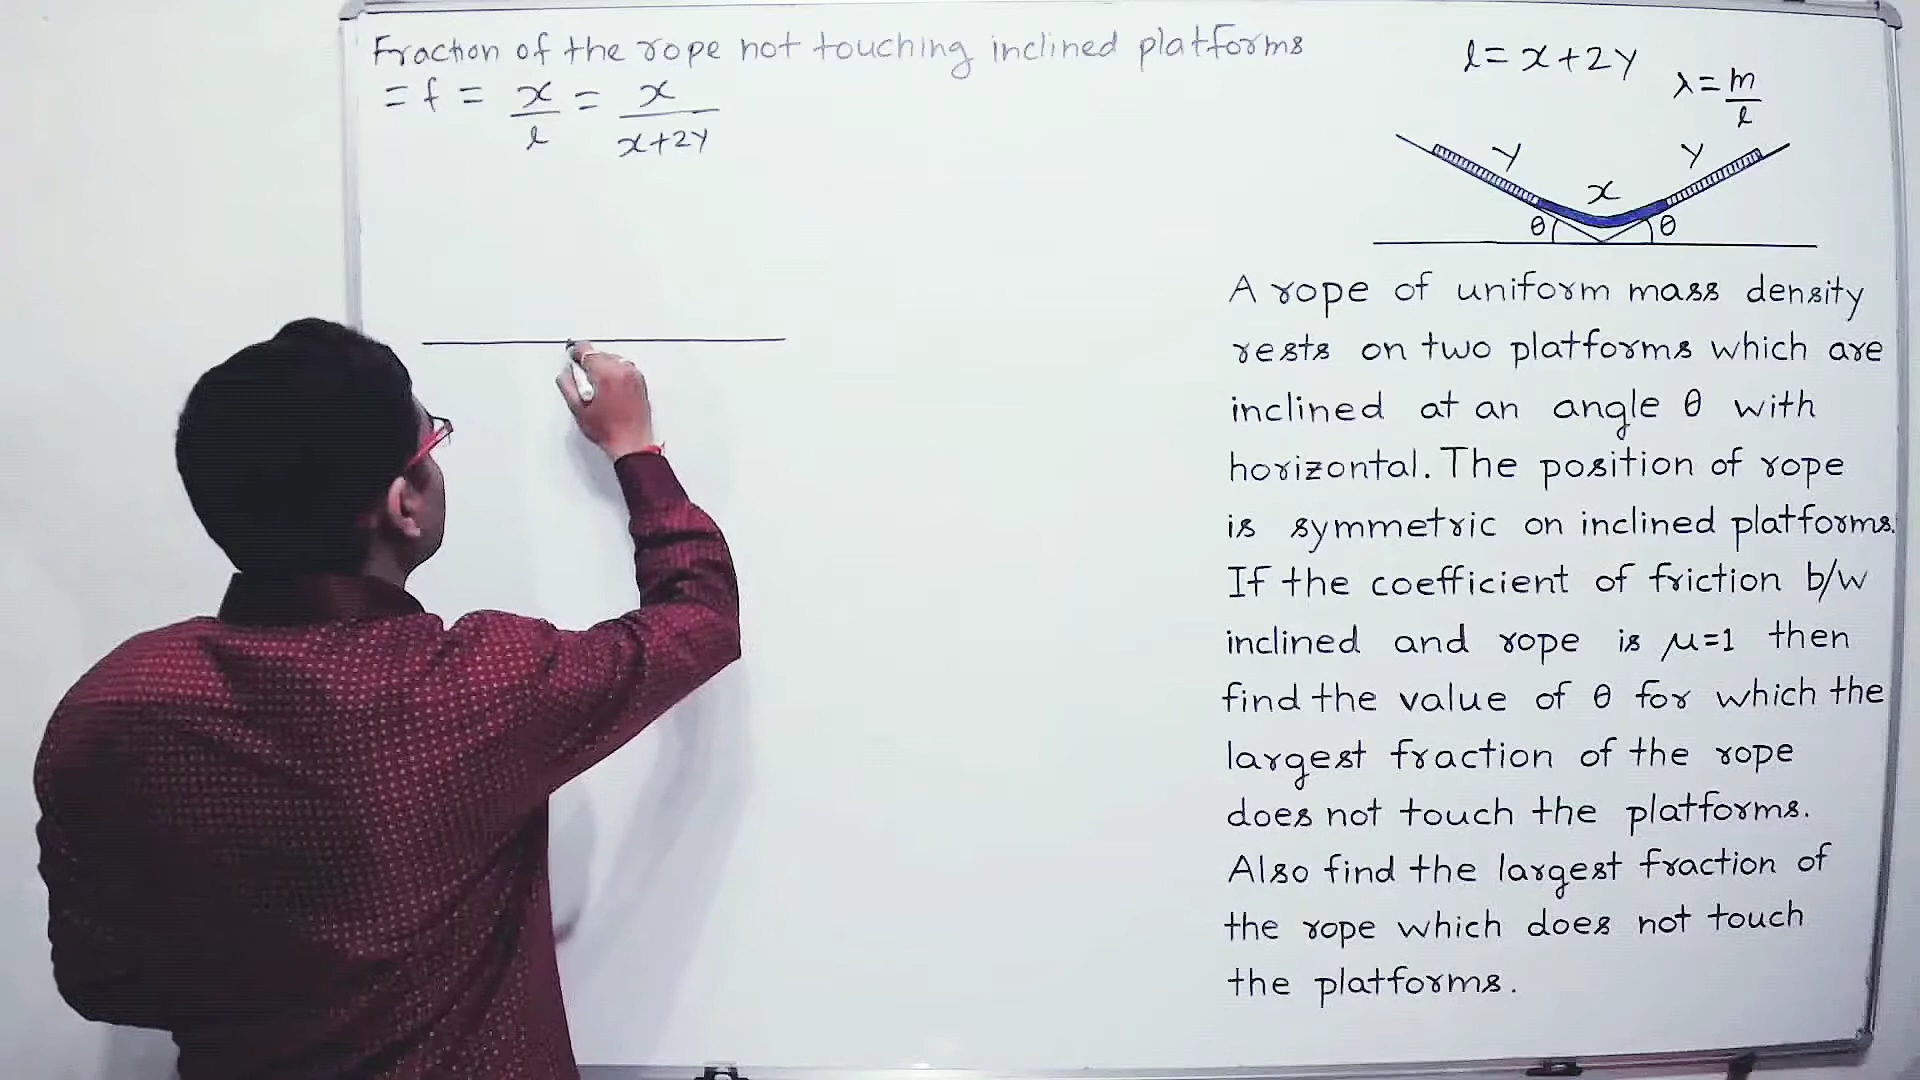 Fraction of the rope not touching inclined platforms
= f = x/l = x/(x+2y)
l = x+2y
λ = m/l
y
y
x
θ
θ
A rope of uniform mass density
rests on two platforms which are
inclined at an angle θ with
horizontal. The position of rope
is symmetric on inclined platforms.
If the coefficient of friction b/w
inclined and rope is μ=1 then
find the value of θ for which the
largest fraction of the rope
does not touch the platforms.
Also find the largest fraction of
the rope which does not touch
the platforms.